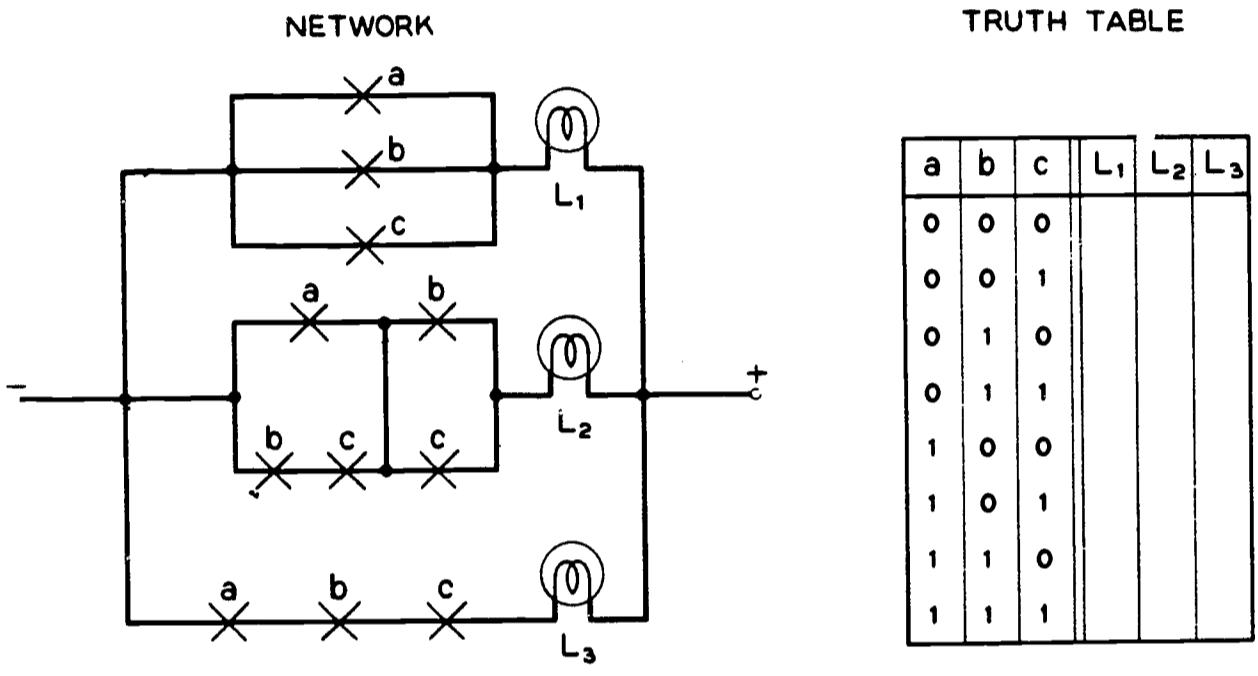 NETWORK
TRUTH TABLE
a
b
L₁
c
a b
L₂
b c c
a b c
L₃
−
+
a b c L₁ L₂ L₃
0 0 0
0 0 1
0 1 0
0 1 1
1 0 0
1 0 1
1 1 0
1 1 1